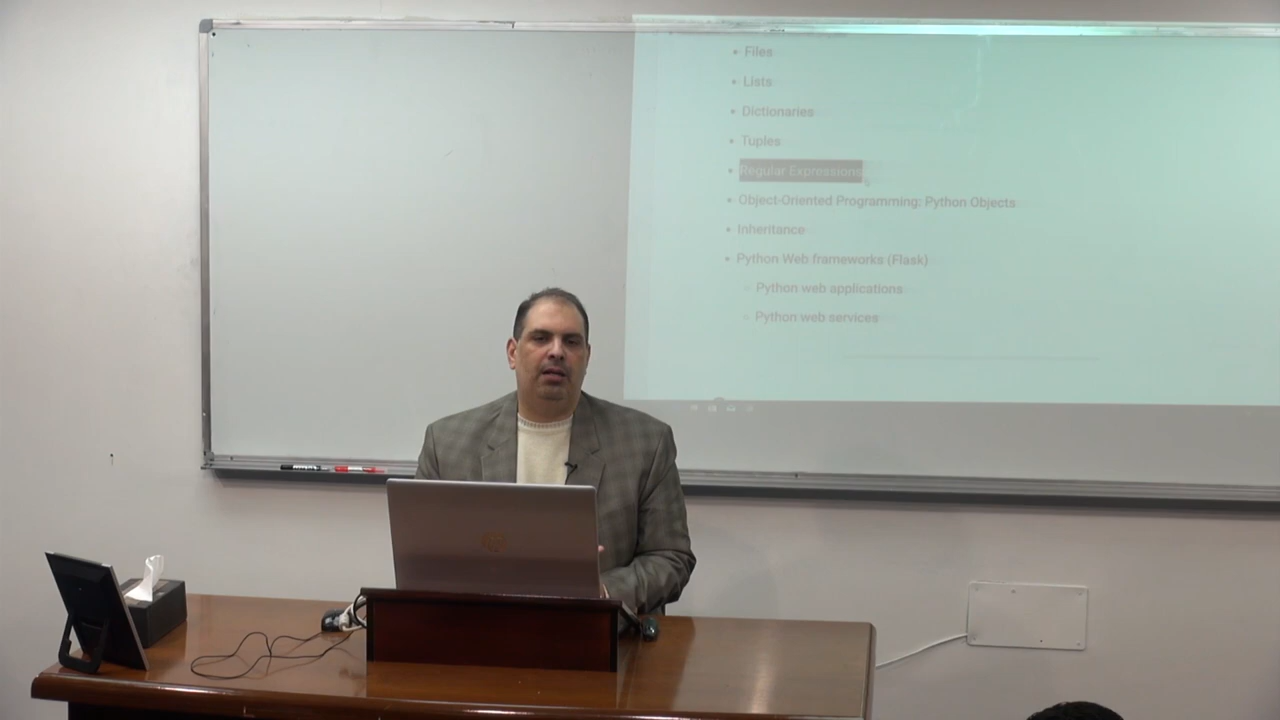 • Files
• Lists
• Dictionaries
• Tuples
• Regular Expressions
• Object-Oriented Programming: Python Objects
• Inheritance
• Python Web frameworks (Flask)
◦ Python web applications
◦ Python web services